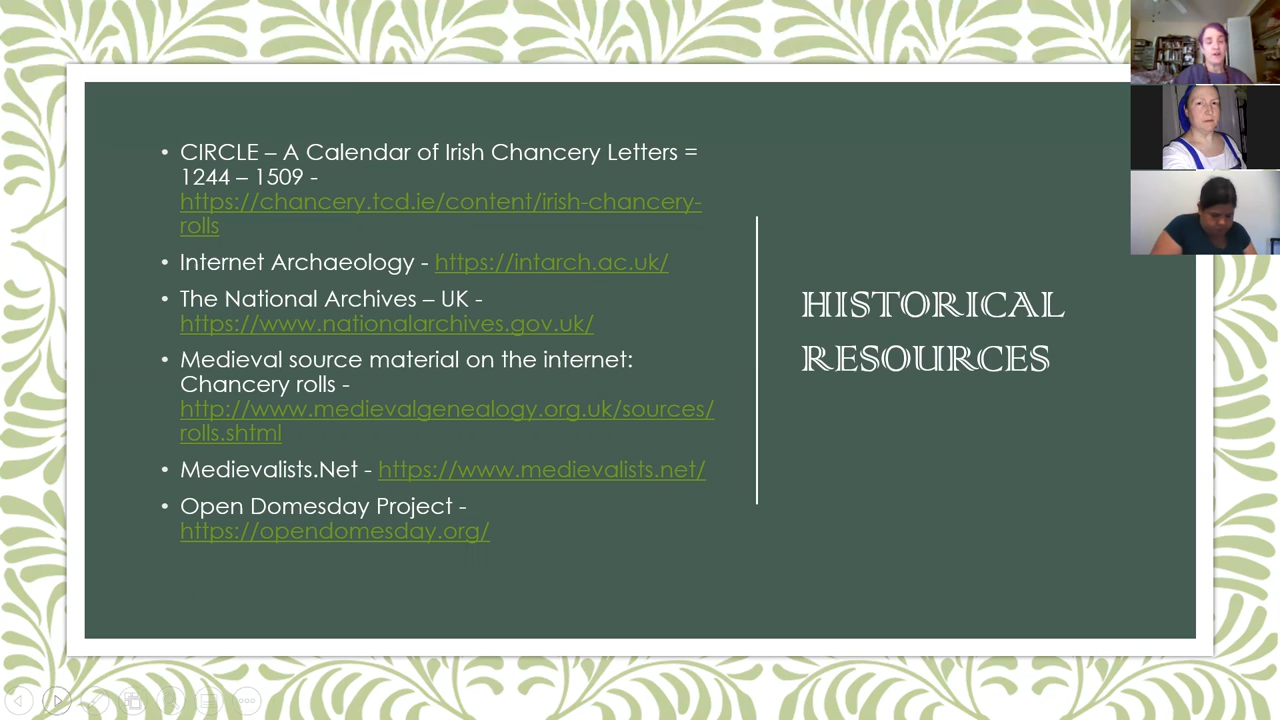 • CIRCLE – A Calendar of Irish Chancery Letters =
1244 – 1509 -
https://chancery.tcd.ie/content/irish-chancery-
rolls
• Internet Archaeology - https://intarch.ac.uk/
• The National Archives – UK -
https://www.nationalarchives.gov.uk/
• Medieval source material on the internet:
Chancery rolls -
http://www.medievalgenealogy.org.uk/sources/
rolls.shtml
• Medievalists.Net - https://www.medievalists.net/
• Open Domesday Project -
https://opendomesday.org/
HISTORICAL
RESOURCES